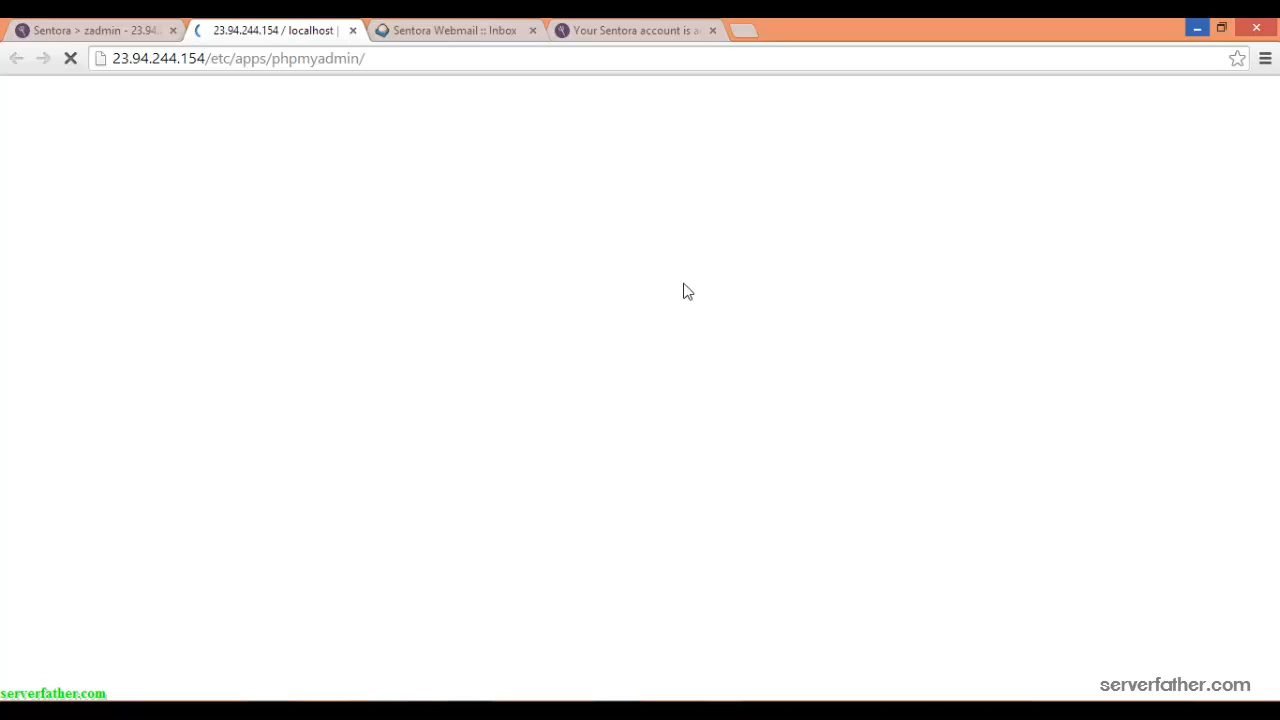 Sentora > zadmin - 23.94.
23.94.244.154 / localhost |
Sentora Webmail :: Inbox
Your Sentora account is a
23.94.244.154/etc/apps/phpmyadmin/
serverfather.com
serverfather.com